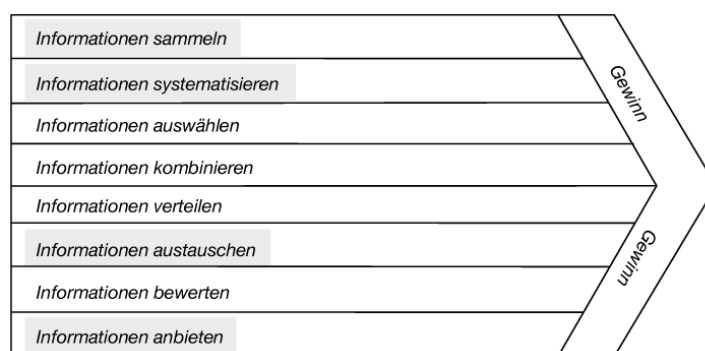 Informationen sammeln
Informationen systematisieren
Informationen auswählen
Informationen kombinieren
Informationen verteilen
Informationen austauschen
Informationen bewerten
Informationen anbieten
Gewinn
Gewinn